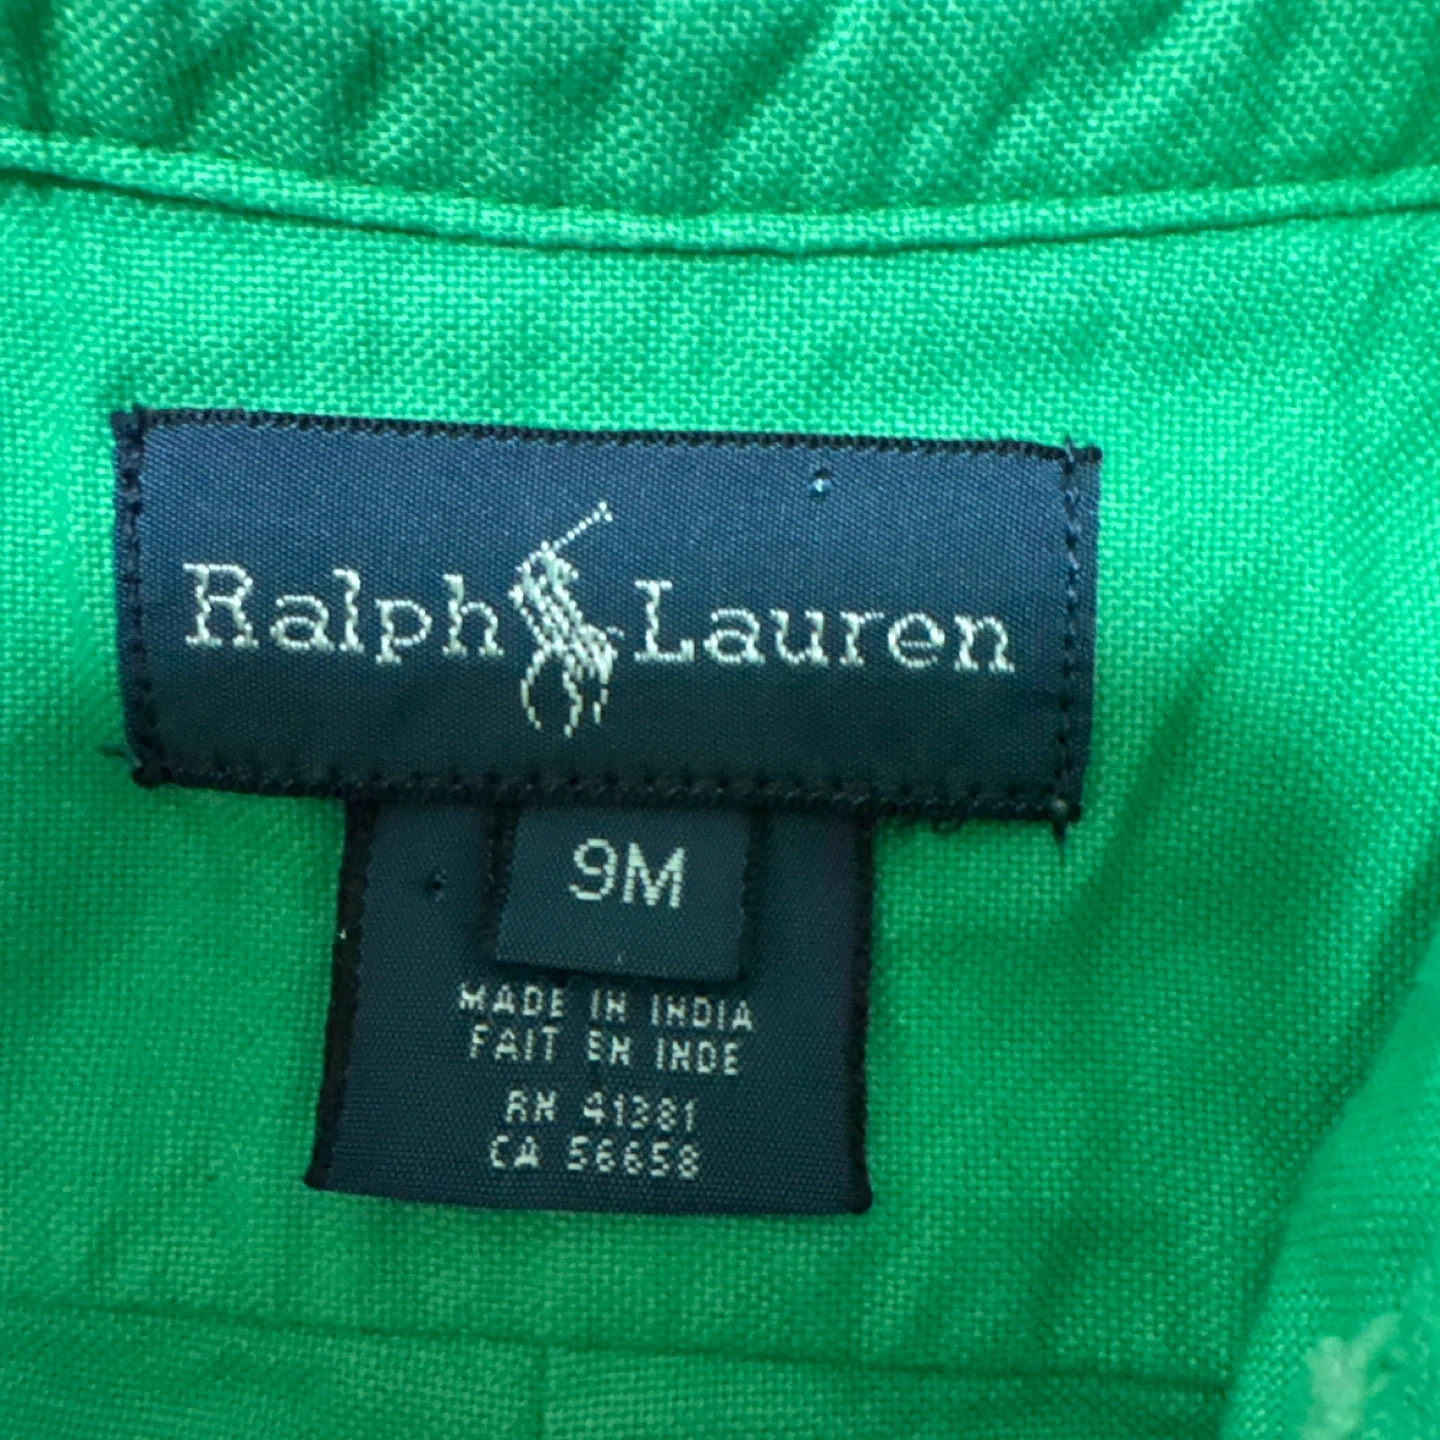 Ralph Lauren
9M
MADE IN INDIA
FAIT EN INDE
RN 41381
CA 56658